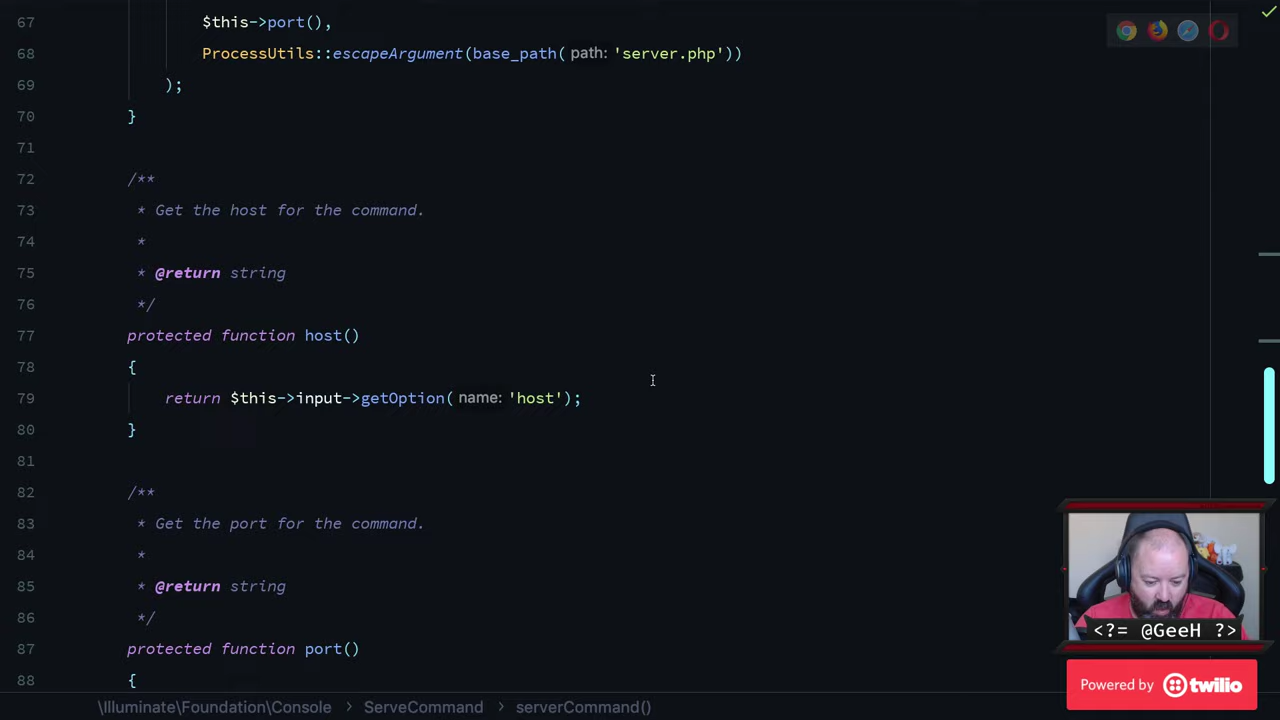 67 $this->port(),
68 ProcessUtils::escapeArgument(base_path( path: 'server.php'))
69 );
70 }
71
72 /**
73 * Get the host for the command.
74 *
75 * @return string
76 */
77 protected function host()
78 {
79 return $this->input->getOption( name: 'host');
80 }
81
82 /**
83 * Get the port for the command.
84 *
85 * @return string
86 */
87 protected function port()
88 {
<?= @GeeH ?>
Powered by twilio
\Illuminate\Foundation\Console > ServeCommand > serverCommand()